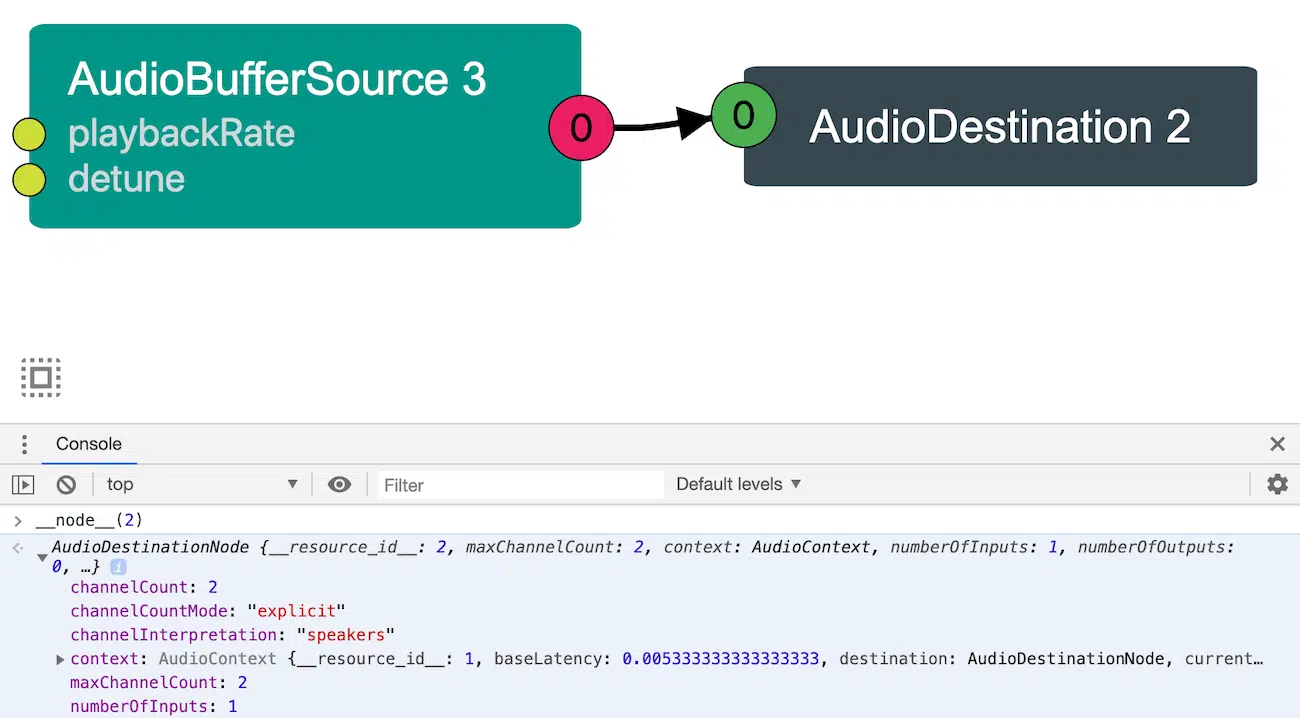 AudioBufferSource 3
playbackRate
detune
0
0
AudioDestination 2
Console
top
Filter
Default levels
__node__(2)
AudioDestinationNode {__resource_id__: 2, maxChannelCount: 2, context: AudioContext, numberOfInputs: 1, numberOfOutputs:
0, …} i
channelCount: 2
channelCountMode: "explicit"
channelInterpretation: "speakers"
context: AudioContext {__resource_id__: 1, baseLatency: 0.005333333333333333, destination: AudioDestinationNode, current…
maxChannelCount: 2
numberOfInputs: 1